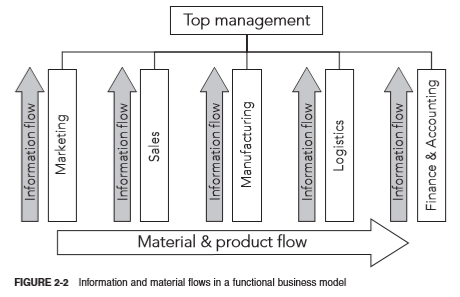 Top management
Information flow
Marketing
Information flow
Sales
Information flow
Manufacturing
Information flow
Logistics
Information flow
Finance & Accounting
Material & product flow
FIGURE 2-2 Information and material flows in a functional business model